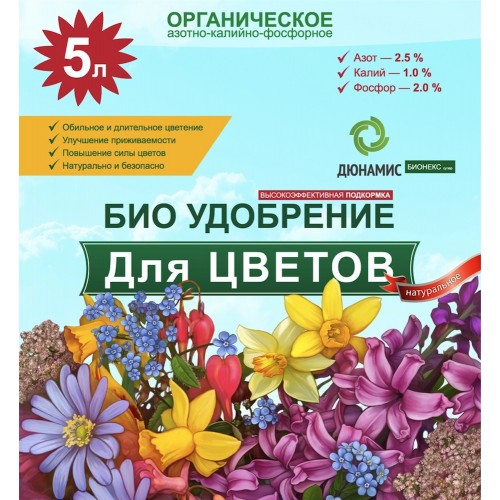 ОРГАНИЧЕСКОЕ
азотно-калийно-фосфорное
5л
Азот — 2.5 %
Калий — 1.0 %
Фосфор — 2.0 %
Обильное и длительное цветение
Улучшение приживаемости
Повышение силы цветов
Натурально и безопасно
ДЮНАМИС
БИОНЕКС супер
ВЫСОКОЭФФЕКТИВНАЯ ПОДКОРМКА
БИО УДОБРЕНИЕ
Для ЦВЕТОВ
натуральное